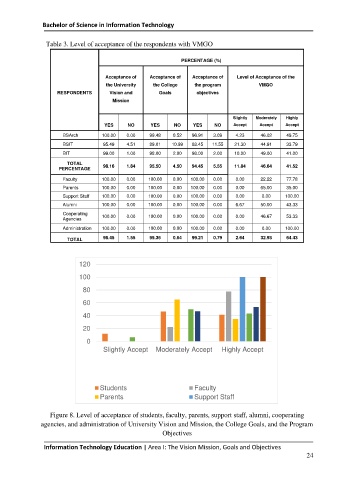 Bachelor of Science in Information Technology
Table 3. Level of acceptance of the respondents with VMGO
PERCENTAGE (%)
RESPONDENTS
Acceptance of the University Vision and Mission
Acceptance of the College Goals
Acceptance of the program objectives
Level of Acceptance of the VMGO
YES NO YES NO YES NO Slightly Accept Moderately Accept Highly Accept
BSArch 100.00 0.00 99.48 0.52 96.91 3.09 4.23 46.02 49.75
BSIT 95.49 4.51 89.01 10.99 88.45 11.55 21.30 44.91 33.79
BIT 99.00 1.00 98.00 2.00 98.00 2.00 10.00 49.00 41.00
TOTAL PERCENTAGE 98.16 1.84 95.50 4.50 94.45 5.55 11.84 46.64 41.52
Faculty 100.00 0.00 100.00 0.00 100.00 0.00 0.00 22.22 77.78
Parents 100.00 0.00 100.00 0.00 100.00 0.00 0.00 65.00 35.00
Support Staff 100.00 0.00 100.00 0.00 100.00 0.00 0.00 0.00 100.00
Alumni 100.00 0.00 100.00 0.00 100.00 0.00 6.67 50.00 43.33
Cooperating Agencies 100.00 0.00 100.00 0.00 100.00 0.00 0.00 46.67 53.33
Administration 100.00 0.00 100.00 0.00 100.00 0.00 0.00 0.00 100.00
TOTAL 98.45 1.55 99.36 0.64 99.21 0.79 2.64 32.93 64.43
120
100
80
60
40
20
0
Slightly Accept Moderately Accept Highly Accept
Students Faculty
Parents Support Staff
Figure 8. Level of acceptance of students, faculty, parents, support staff, alumni, cooperating
agencies, and administration of University Vision and Mission, the College Goals, and the Program
Objectives
Information Technology Education | Area I: The Vision Mission, Goals and Objectives
24